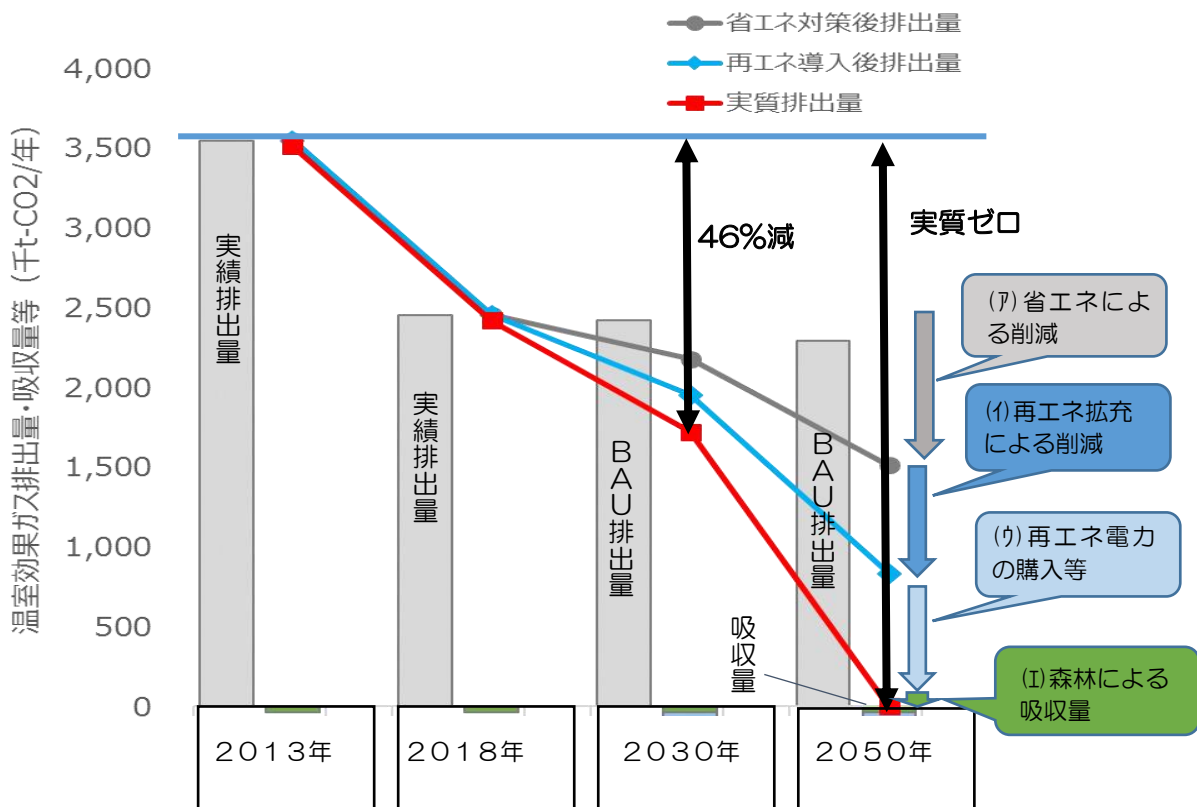 省エネ対策後排出量
再エネ導入後排出量
実質排出量
温室効果ガス排出量・吸収量等（千t-CO2/年）
4,000
3,500
3,000
2,500
2,000
1,500
1,000
500
0
実績排出量
実績排出量
BAU排出量
BAU排出量
46%減
実質ゼロ
吸収量
(ｱ)省エネによ
る削減
(ｲ)再エネ拡充
による削減
(ｳ)再エネ電力
の購入等
(ｴ)森林による
吸収量
２０１３年
２０１８年
２０３０年
２０５０年